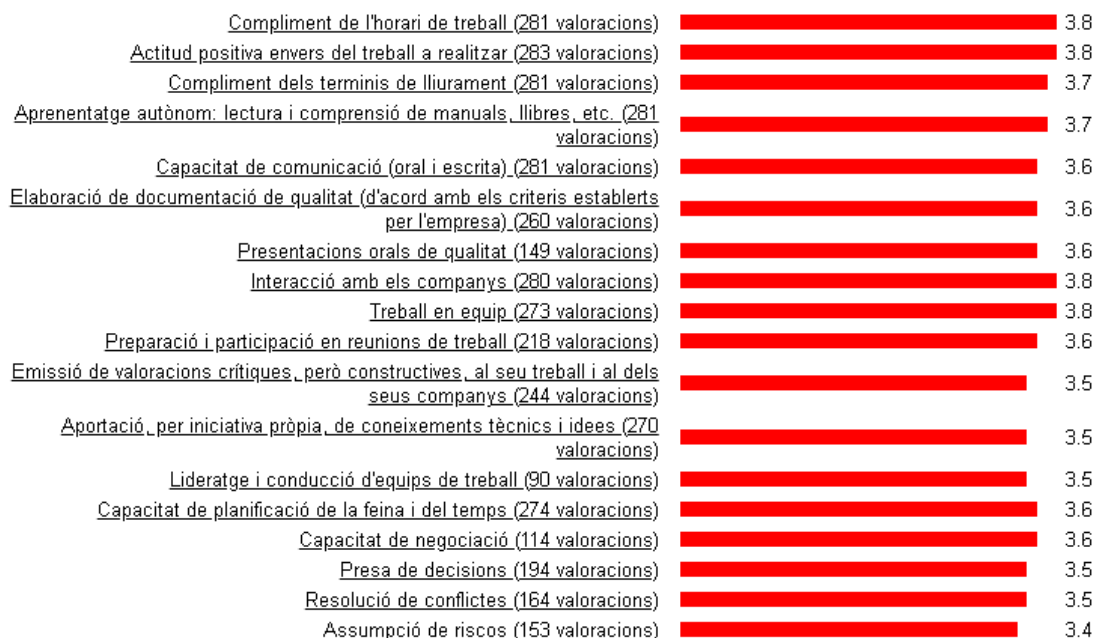 Compliment de l'horari de treball (281 valoracions) 3.8
Actitud positiva envers del treball a realitzar (283 valoracions) 3.8
Compliment dels terminis de lliurament (281 valoracions) 3.7
Aprenentatge autònom: lectura i comprensió de manuals, llibres, etc. (281
valoracions) 3.7
Capacitat de comunicació (oral i escrita) (281 valoracions) 3.6
Elaboració de documentació de qualitat (d'acord amb els criteris establerts
per l'empresa) (260 valoracions) 3.6
Presentacions orals de qualitat (149 valoracions) 3.6
Interacció amb els companys (280 valoracions) 3.8
Treball en equip (273 valoracions) 3.8
Preparació i participació en reunions de treball (218 valoracions) 3.6
Emissió de valoracions crítiques, però constructives, al seu treball i al dels
seus companys (244 valoracions) 3.5
Aportació, per iniciativa pròpia, de coneixements tècnics i idees (270
valoracions) 3.5
Lideratge i conducció d'equips de treball (90 valoracions) 3.5
Capacitat de planificació de la feina i del temps (274 valoracions) 3.6
Capacitat de negociació (114 valoracions) 3.6
Presa de decisions (194 valoracions) 3.5
Resolució de conflictes (164 valoracions) 3.5
Assumpció de riscos (153 valoracions) 3.4